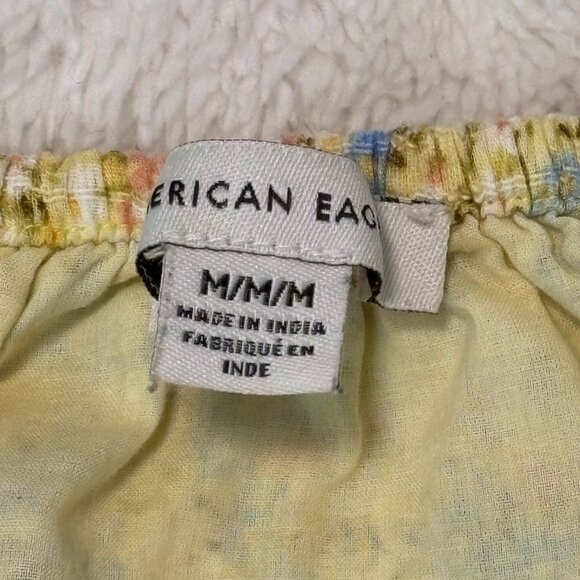 ERICAN EAG
M/M/M
MADE IN INDIA
FABRIQUÉ EN
INDE